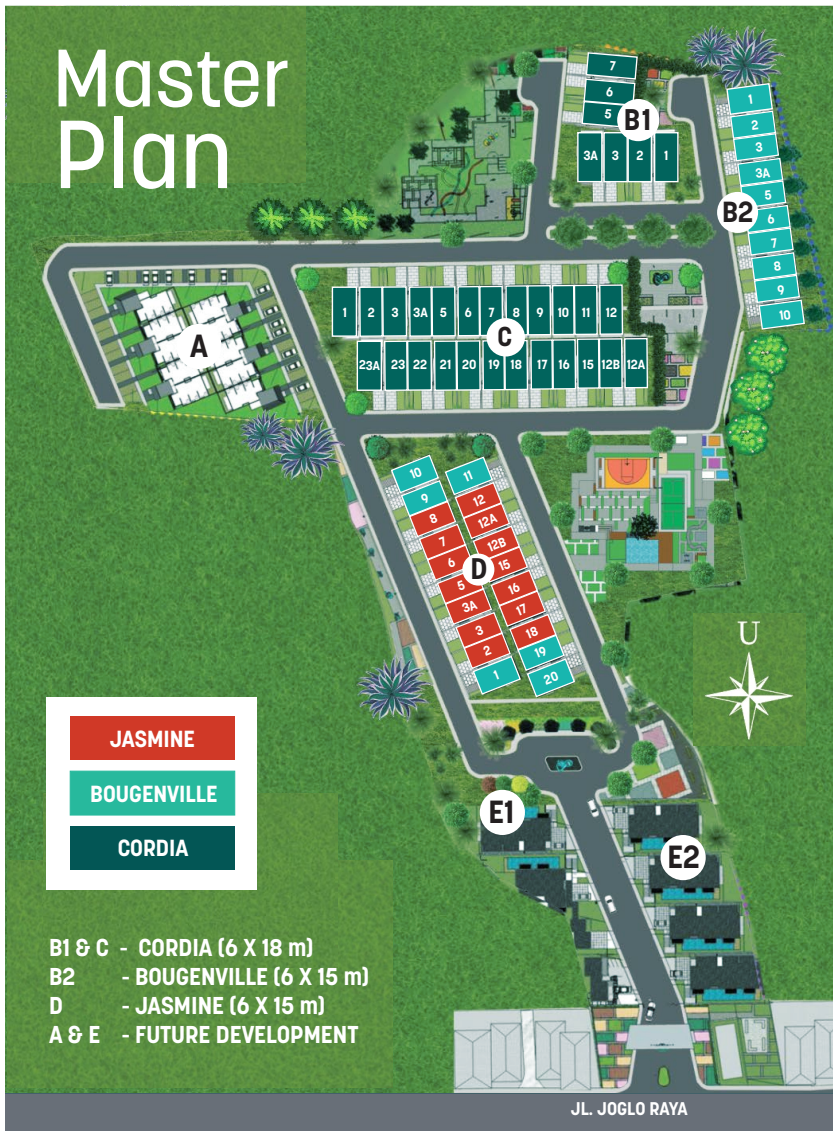 Master
Plan
7
6
5
B1
3A 3 2 1
1
2
3
3A
5
B2
6
7
8
9
10
A
1 2 3 3A 5 6 7 8 9 10 11 12
C
23A 23 22 21 20 19 18 17 16 15 12B 12A
10 11
9 12
8 12A
7 12B
6 15
D
5 16
3A 17
3 18
2 19
1 20
U
JASMINE
BOUGENVILLE
CORDIA
E1
E2
B1 & C - CORDIA (6 X 18 m)
B2 - BOUGENVILLE (6 X 15 m)
D - JASMINE (6 X 15 m)
A & E - FUTURE DEVELOPMENT
JL. JOGLO RAYA